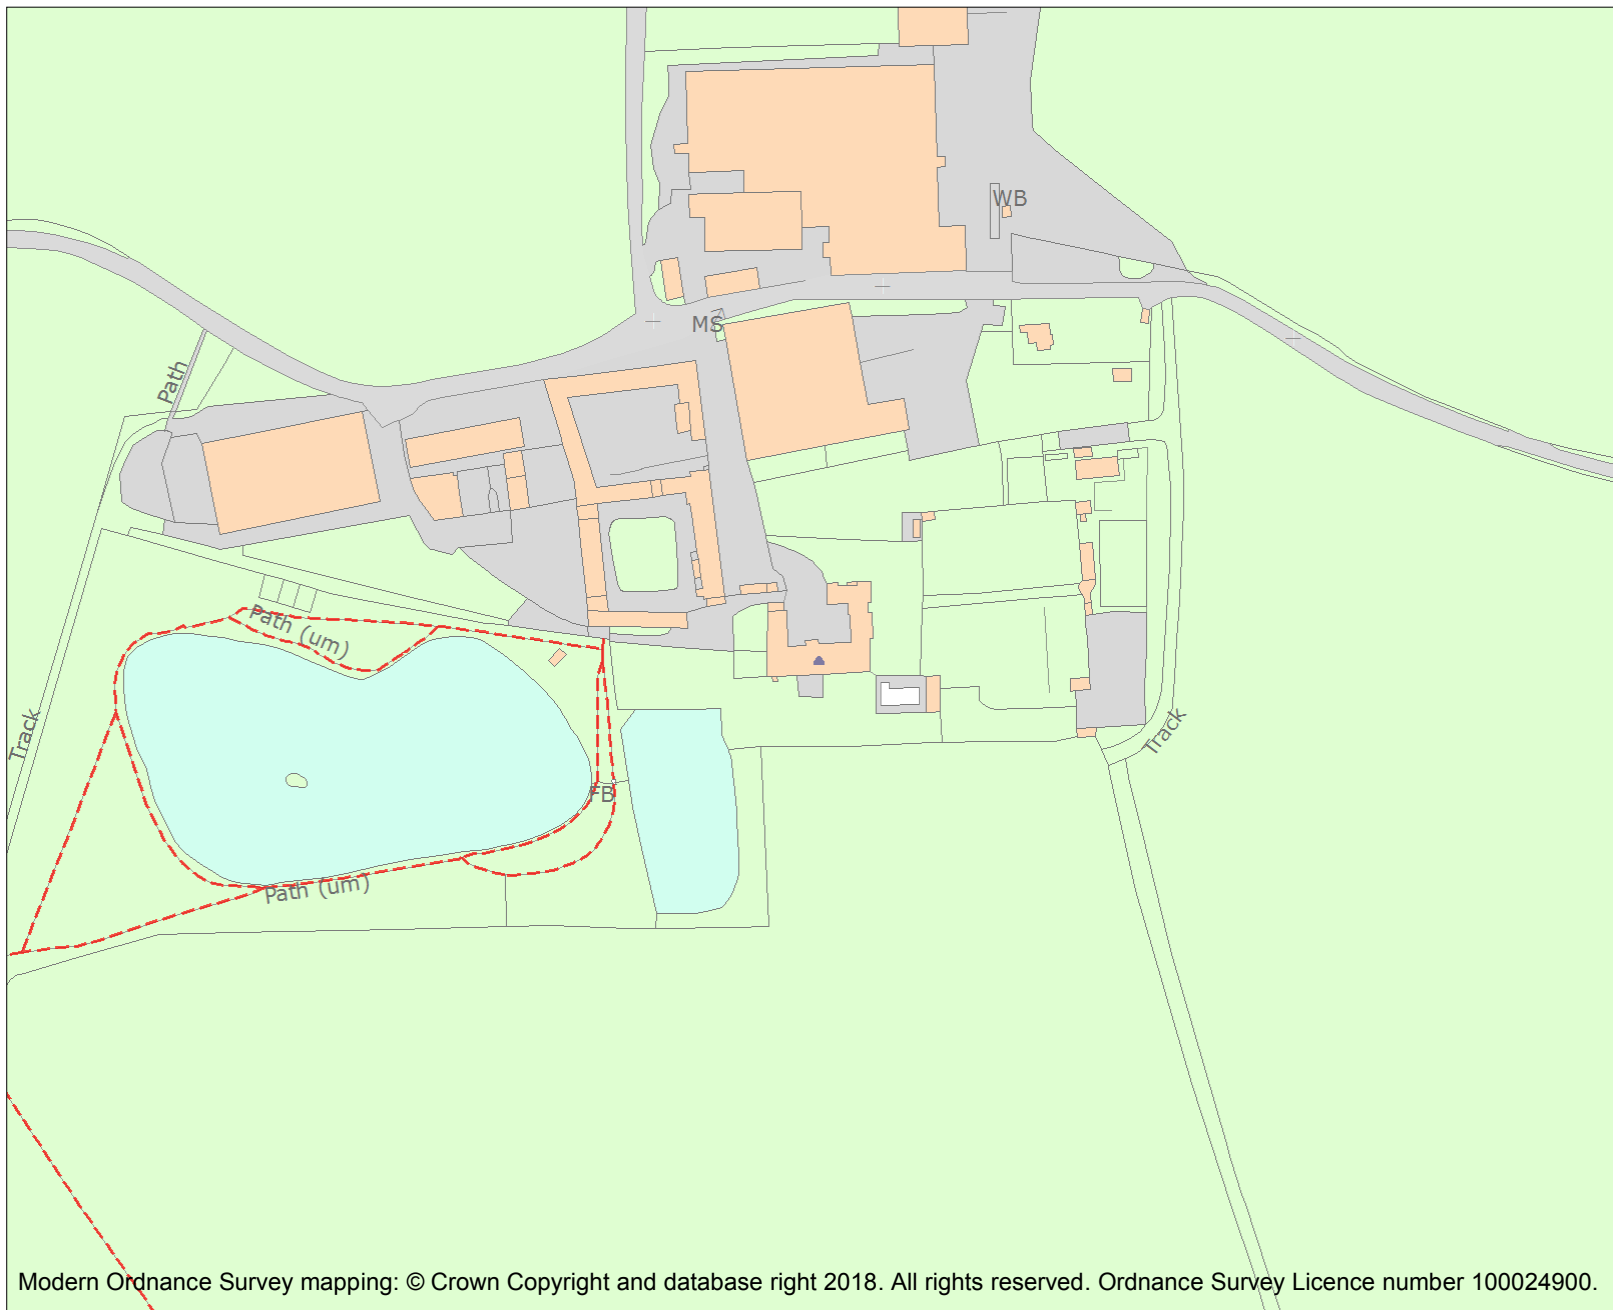 WB
MS
Path
Path (um)
Track
Track
FB
Path (um)
Modern Ordnance Survey mapping: © Crown Copyright and database right 2018. All rights reserved. Ordnance Survey Licence number 100024900.